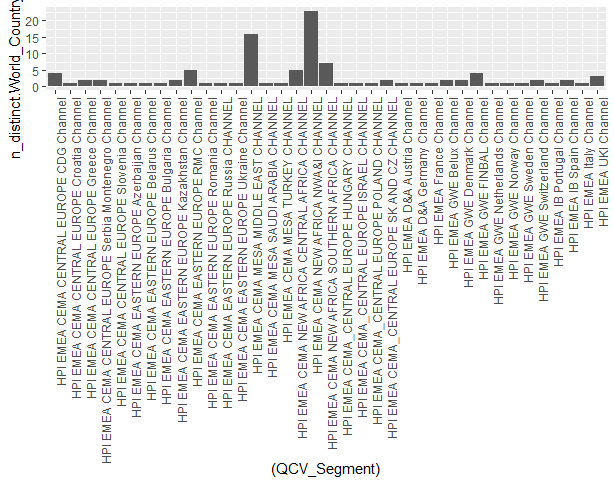 n_distinct.World_Country
20
15
10
5
0
HPI EMEA CEMA CENTRAL EUROPE CDG Channel
HPI EMEA CEMA CENTRAL EUROPE Croatia Channel
HPI EMEA CEMA CENTRAL EUROPE Greece Channel
HPI EMEA CEMA CENTRAL EUROPE Serbia Montenegro Channel
HPI EMEA CEMA CENTRAL EUROPE Slovenia Channel
HPI EMEA CEMA EASTERN EUROPE Azerbaijan Channel
HPI EMEA CEMA EASTERN EUROPE Belarus Channel
HPI EMEA CEMA EASTERN EUROPE Bulgaria Channel
HPI EMEA CEMA EASTERN EUROPE Kazakhstan Channel
HPI EMEA CEMA EASTERN EUROPE RMC Channel
HPI EMEA CEMA EASTERN EUROPE Romania Channel
HPI EMEA CEMA EASTERN EUROPE Russia CHANNEL
HPI EMEA CEMA EASTERN EUROPE Ukraine CHANNEL
HPI EMEA CEMA MESA MIDDLE EAST CHANNEL
HPI EMEA CEMA MESA SAUDI ARABIA CHANNEL
HPI EMEA CEMA MESA TURKEY CHANNEL
HPI EMEA CEMA NEW AFRICA CENTRAL AFRICA CHANNEL
HPI EMEA CEMA NEW AFRICA NWA&I CHANNEL
HPI EMEA CEMA NEW AFRICA SOUTHERN AFRICA CHANNEL
HPI EMEA CEMA_CENTRAL EUROPE HUNGARY CHANNEL
HPI EMEA CEMA_CENTRAL EUROPE ISRAEL CHANNEL
HPI EMEA CEMA_CENTRAL EUROPE POLAND CHANNEL
HPI EMEA CEMA_CENTRAL EUROPE SK AND CZ CHANNEL
HPI EMEA D&A Austria Channel
HPI EMEA D&A Germany Channel
HPI EMEA France Channel
HPI EMEA GWE Belux Channel
HPI EMEA GWE Denmark Channel
HPI EMEA GWE FINBAL Channel
HPI EMEA GWE Netherlands Channel
HPI EMEA GWE Norway Channel
HPI EMEA GWE Sweden Channel
HPI EMEA GWE Switzerland Channel
HPI EMEA IB Portugal Channel
HPI EMEA IB Spain Channel
HPI EMEA Italy Channel
HPI EMEA UKI Channel
(QCV_Segment)